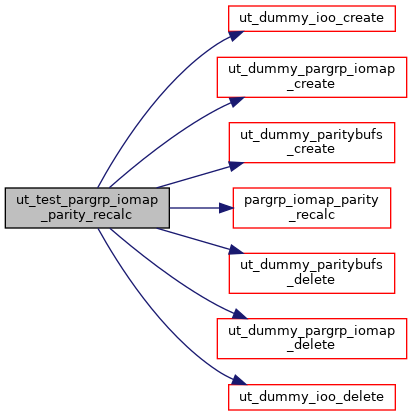 ut_test_pargrp_iomap
_parity_recalc
ut_dummy_ioo_create
ut_dummy_pargrp_iomap
_create
ut_dummy_paritybufs
_create
pargrp_iomap_parity
_recalc
ut_dummy_paritybufs
_delete
ut_dummy_pargrp_iomap
_delete
ut_dummy_ioo_delete